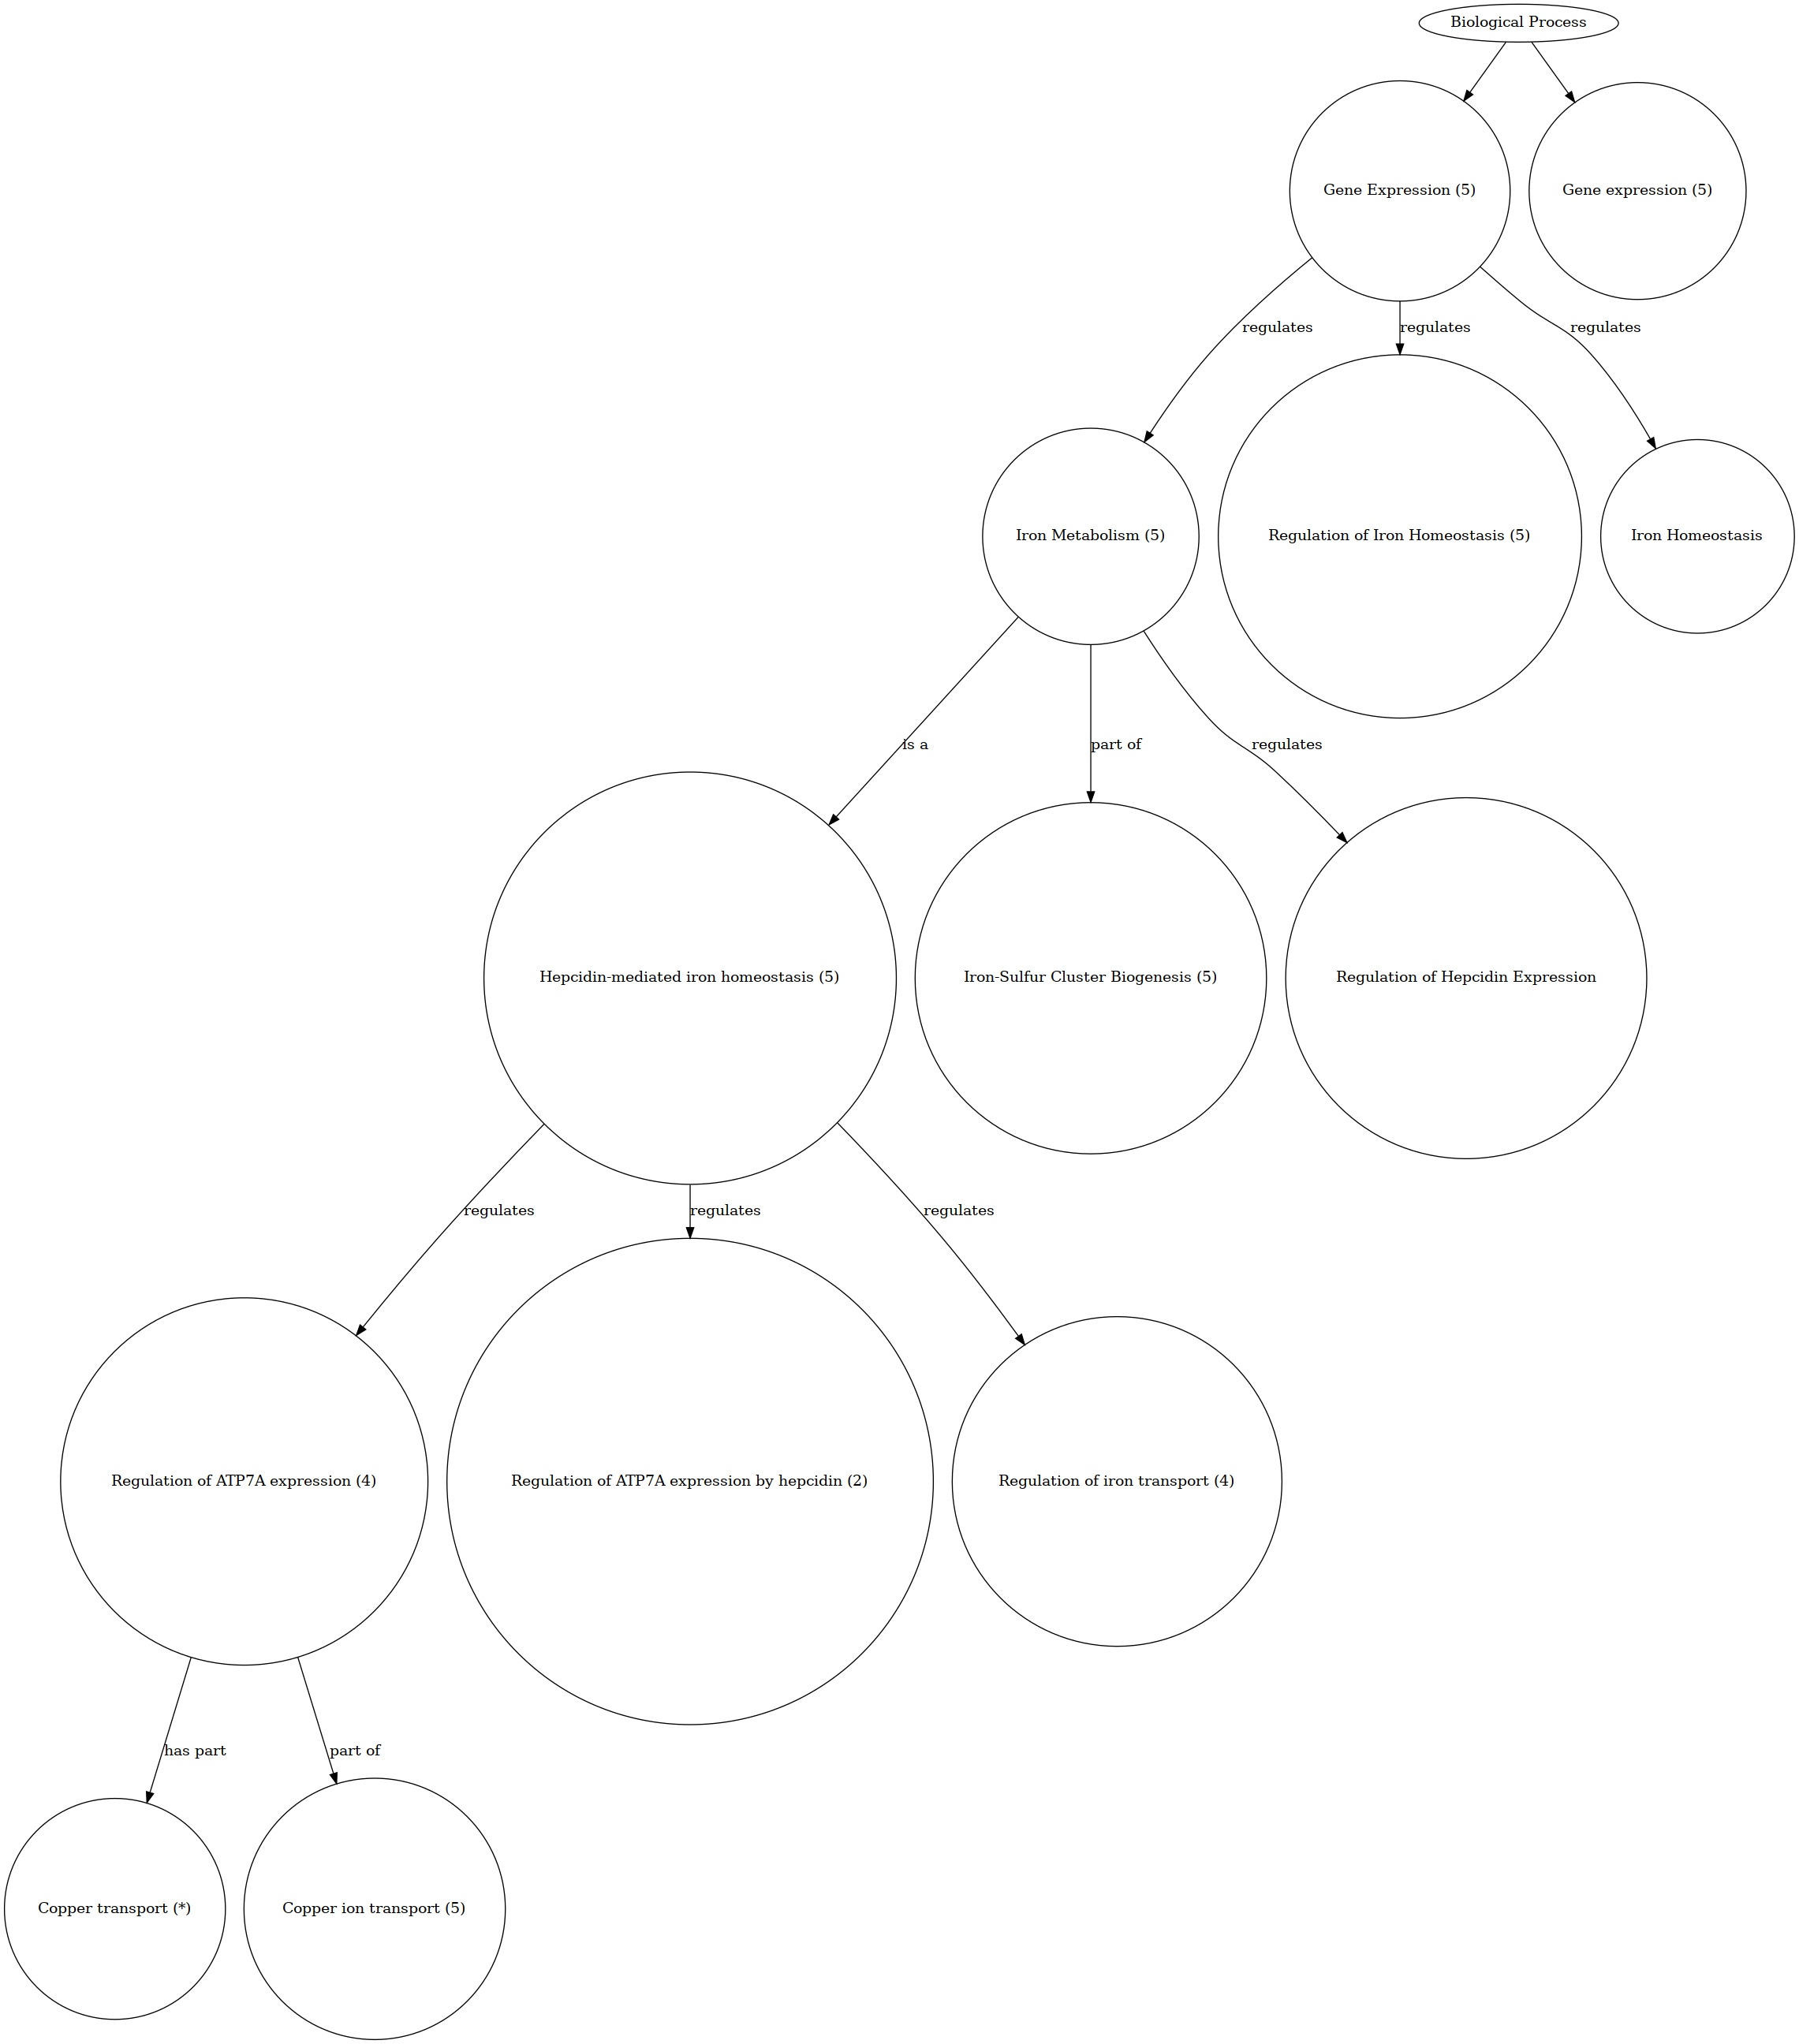 Biological Process
Gene Expression (5)
Gene expression (5)
regulates
regulates
regulates
Iron Metabolism (5)
Regulation of Iron Homeostasis (5)
Iron Homeostasis
is a
part of
regulates
Hepcidin-mediated iron homeostasis (5)
Iron-Sulfur Cluster Biogenesis (5)
Regulation of Hepcidin Expression
regulates
regulates
regulates
Regulation of ATP7A expression (4)
Regulation of ATP7A expression by hepcidin (2)
Regulation of iron transport (4)
has part
part of
Copper transport (*)
Copper ion transport (5)